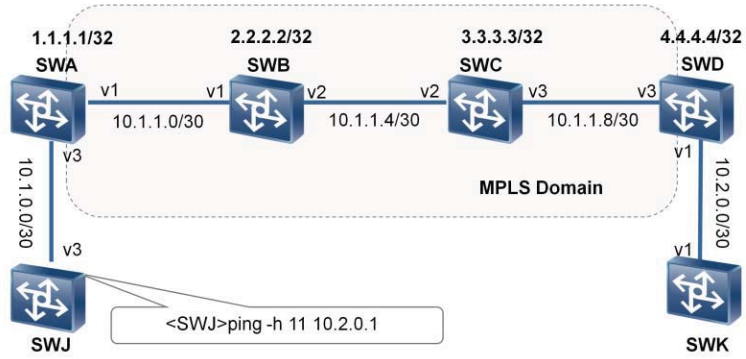 1.1.1.1/32 2.2.2.2/32 3.3.3.3/32 4.4.4.4/32
SWA SWB SWC SWD
v1 v1 v2 v2 v3 v3
10.1.1.0/30 10.1.1.4/30 10.1.1.8/30
v3 v1
10.1.0.0/30
10.2.0.0/30
MPLS Domain
v3 v1
<SWJ>ping -h 11 10.2.0.1
SWJ SWK